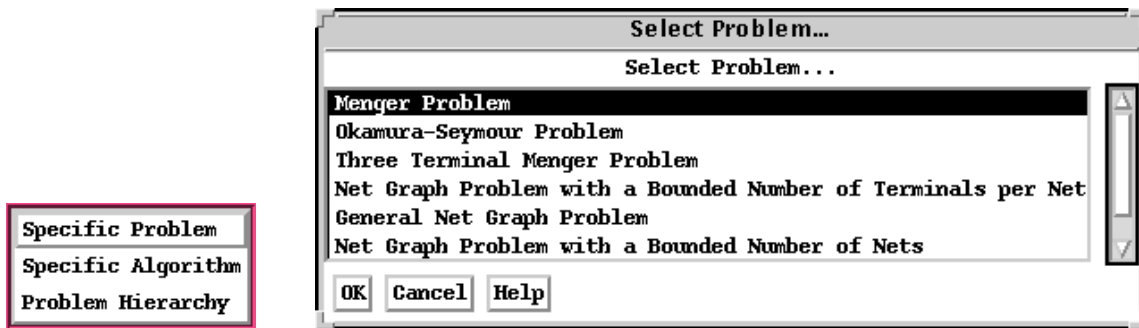 Select Problem...
Select Problem...
Menger Problem
Okamura-Seymour Problem
Three Terminal Menger Problem
Net Graph Problem with a Bounded Number of Terminals per Net
General Net Graph Problem
Net Graph Problem with a Bounded Number of Nets
OK Cancel Help
Specific Problem
Specific Algorithm
Problem Hierarchy